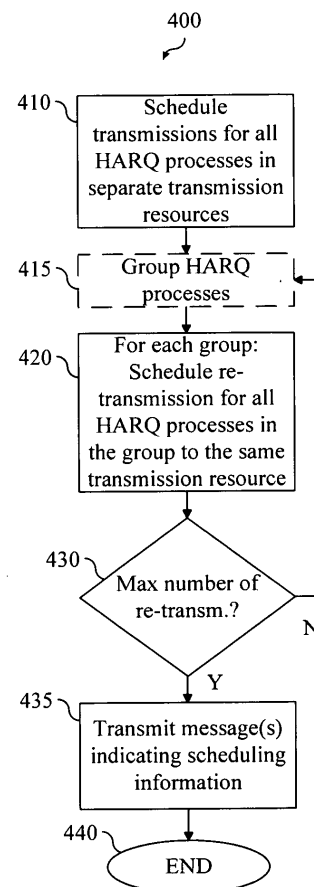 400
410
Schedule
transmissions for all
HARQ processes in
separate transmission
resources
415
Group HARQ
processes
420
For each group:
Schedule re-
transmission for all
HARQ processes in
the group to the same
transmission resource
430
Max number of
re-transm.?
N
Y
435
Transmit message(s)
indicating scheduling
information
440
END